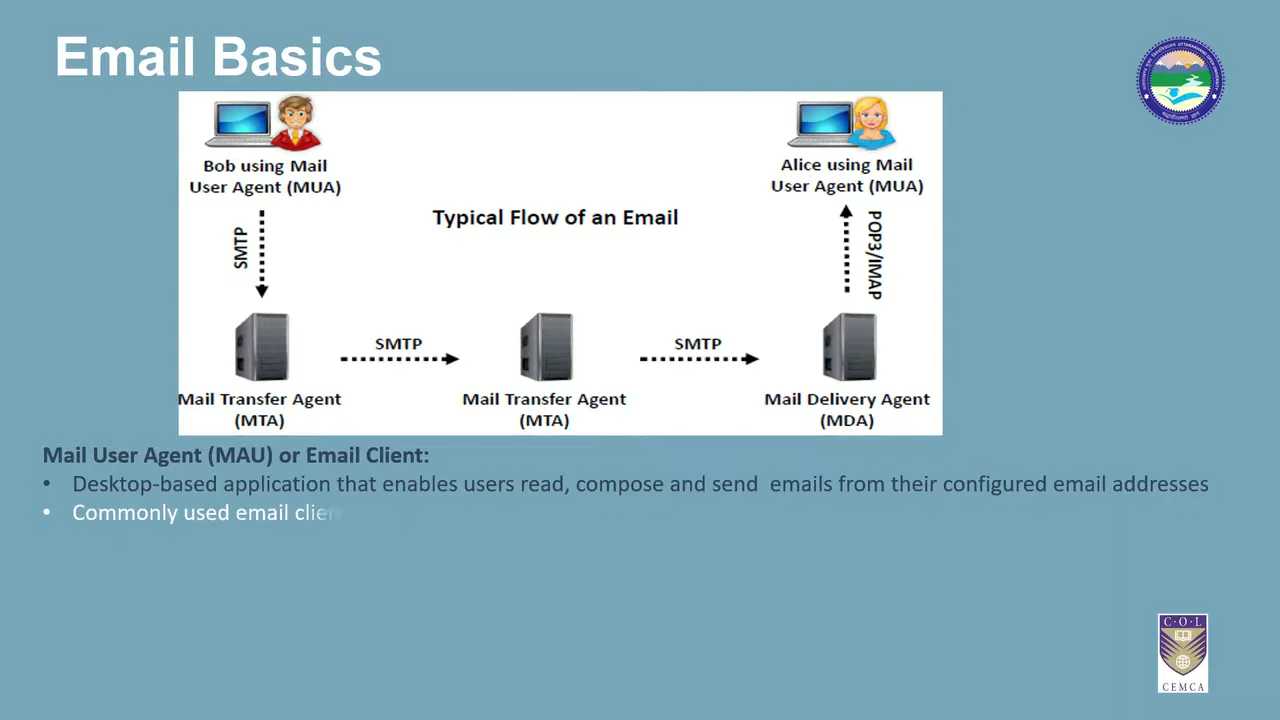 Email Basics
Bob using Mail
User Agent (MUA)
Alice using Mail
User Agent (MUA)
Typical Flow of an Email
SMTP
POP3/IMAP
SMTP
SMTP
Mail Transfer Agent
(MTA)
Mail Transfer Agent
(MTA)
Mail Delivery Agent
(MDA)
Mail User Agent (MAU) or Email Client:
• Desktop-based application that enables users read, compose and send emails from their configured email addresses
• Commonly used email clien
C·O·L
CEMCA